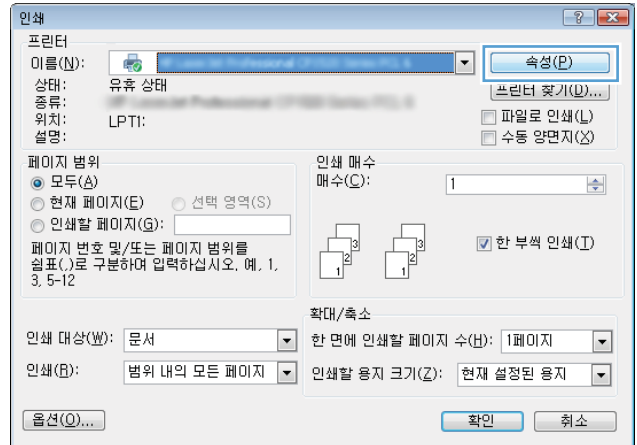 인쇄
프린터
이름(N):
속성(P)
상태: 유휴 상태
프린터 찾기(D)...
종류:
위치: LPT1:
파일로 인쇄(L)
설명:
수동 양면지(X)
페이지 범위
모두(A)
현재 페이지(E) 선택 영역(S)
인쇄할 페이지(G):
페이지 번호 및/또는 페이지 범위를
쉼표(,)로 구분하여 입력하십시오. 예, 1,
3, 5-12
인쇄 매수
매수(C): 1
3
2
1
3
2
1
한 부씩 인쇄(T)
인쇄 대상(W): 문서
인쇄(R): 범위 내의 모든 페이지
확대/축소
한 면에 인쇄할 페이지 수(H): 1페이지
인쇄할 용지 크기(Z): 현재 설정된 용지
옵션(O)...
확인
취소